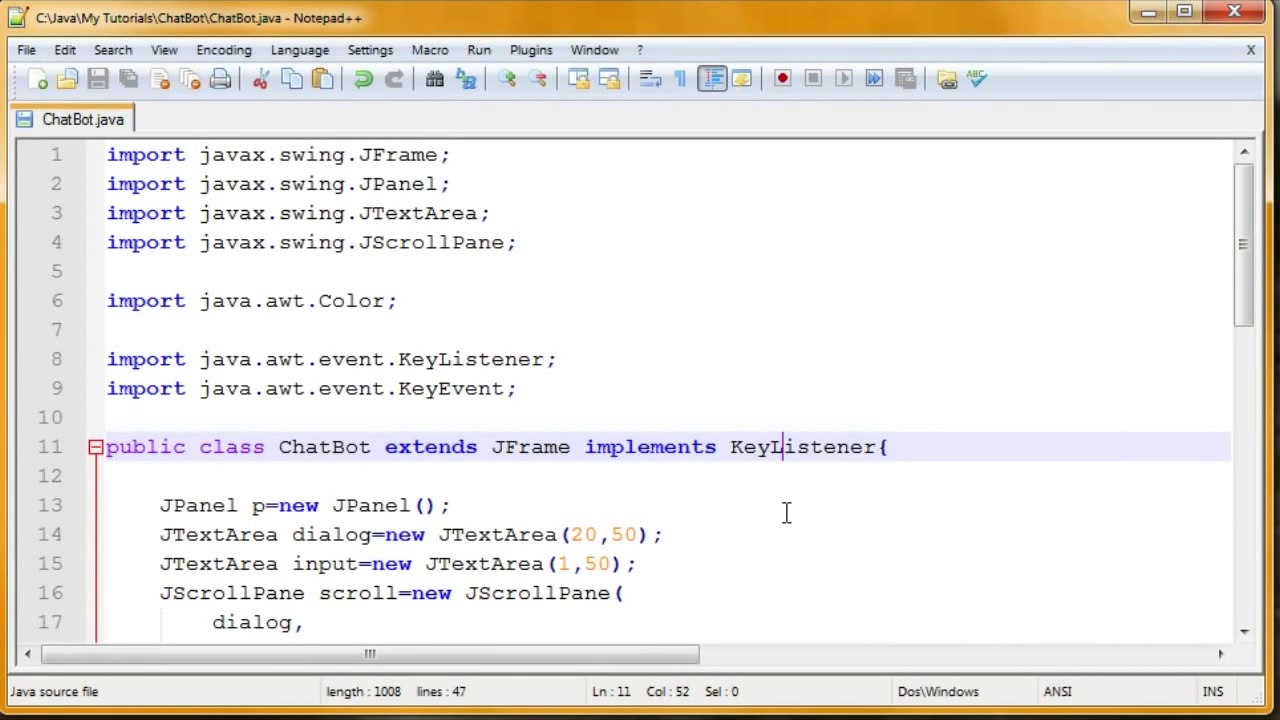 C:\Java\My Tutorials\ChatBot\ChatBot.java - Notepad++
File Edit Search View Encoding Language Settings Macro Run Plugins Window ? X
ABC
ChatBot.java
1 import javax.swing.JFrame;
2 import javax.swing.JPanel;
3 import javax.swing.JTextArea;
4 import javax.swing.JScrollPane;
5
6 import java.awt.Color;
7
8 import java.awt.event.KeyListener;
9 import java.awt.event.KeyEvent;
10
11 public class ChatBot extends JFrame implements KeyListener{
12
13 JPanel p=new JPanel();
14 JTextArea dialog=new JTextArea(20,50);
15 JTextArea input=new JTextArea(1,50);
16 JScrollPane scroll=new JScrollPane(
17 dialog,
Java source file length : 1008 lines : 47 Ln : 11 Col : 52 Sel : 0 Dos\Windows ANSI INS